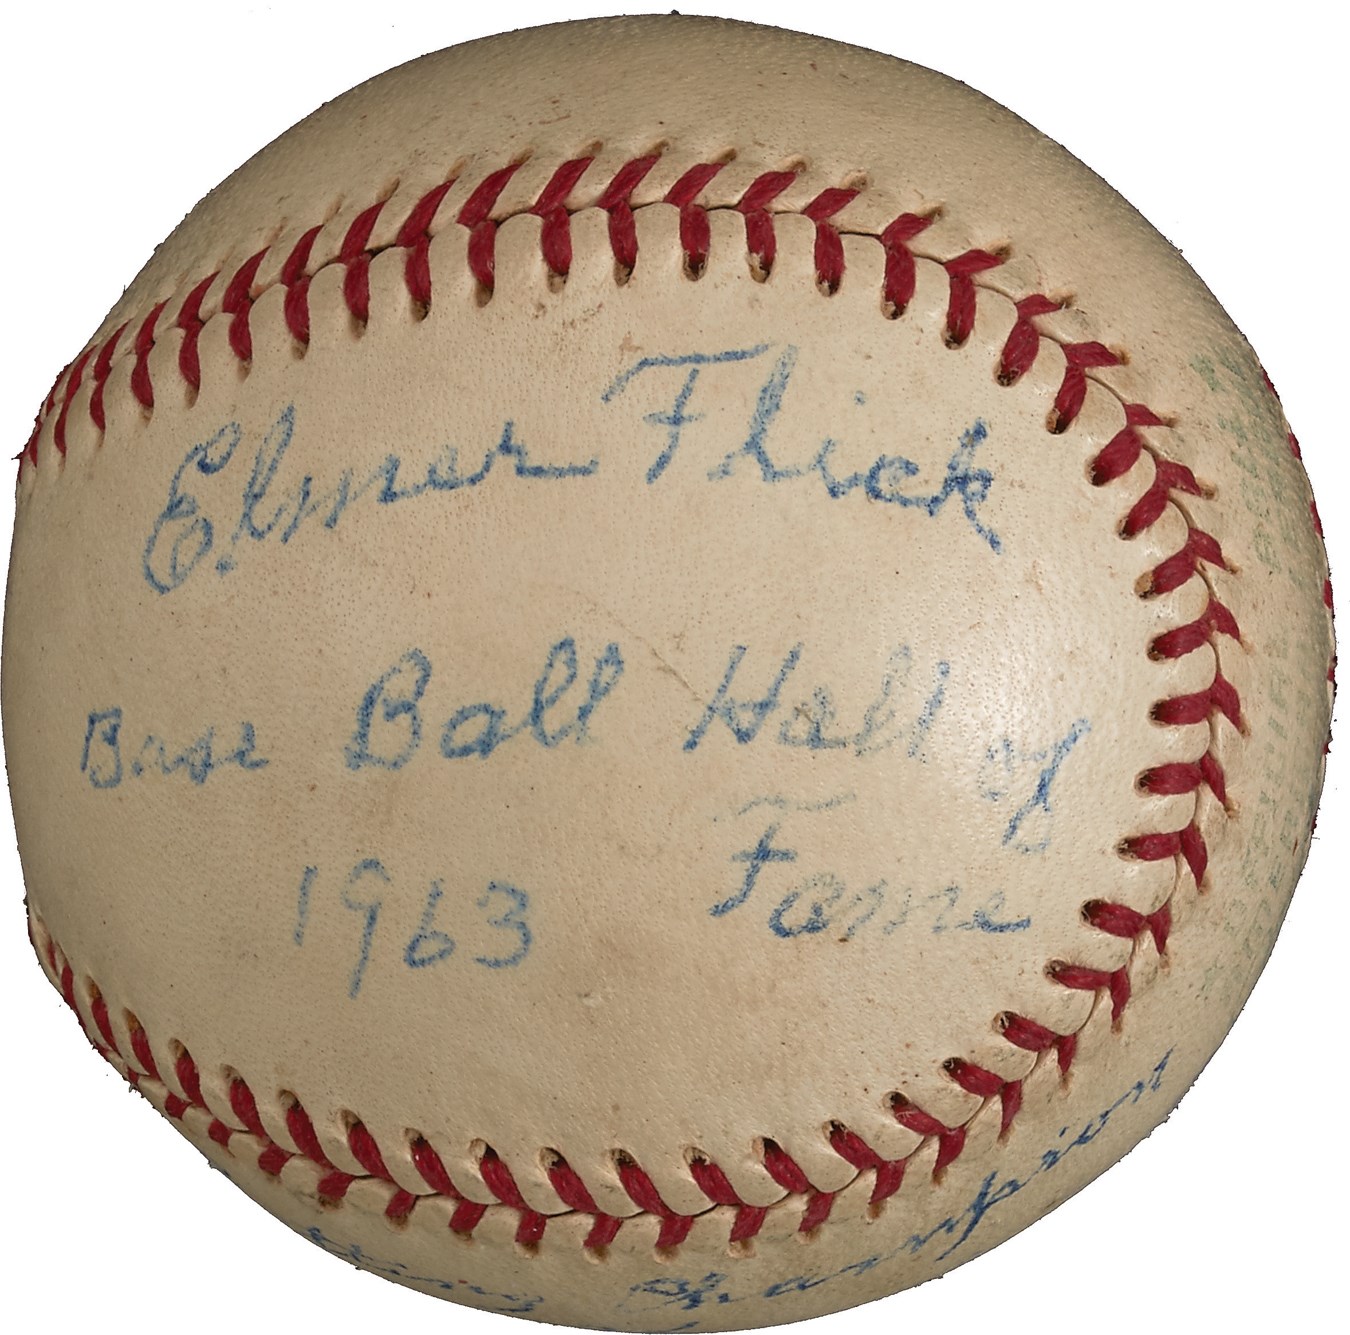 Elmer Flick
Base Ball Hall of
Fame
1963
Champion